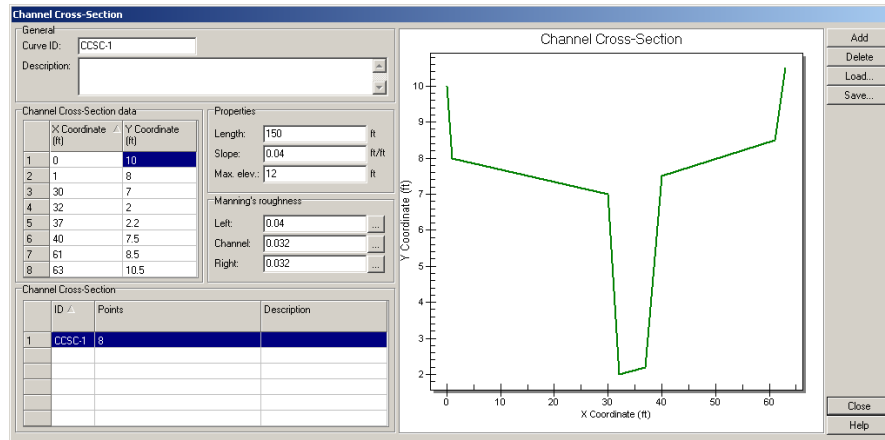 Channel Cross-Section
General
Curve ID: CCSC-1
Description:
Channel Cross-Section data
X Coordinate (ft) Y Coordinate (ft)
1 0 10
2 1 8
3 30 7
4 32 2
5 37 2.2
6 40 7.5
7 61 8.5
8 63 10.5
Properties
Length: 150 ft
Slope: 0.04 ft/ft
Max. elev.: 12 ft
Manning's roughness
Left: 0.04 ...
Channel: 0.032 ...
Right: 0.032 ...
Channel Cross-Section
ID Points Description
1 CCSC-1 8
Channel Cross-Section
Y Coordinate (ft)
10
9
8
7
6
5
4
3
2
0 10 20 30 40 50 60
X Coordinate (ft)
Add
Delete
Load...
Save...
Close
Help